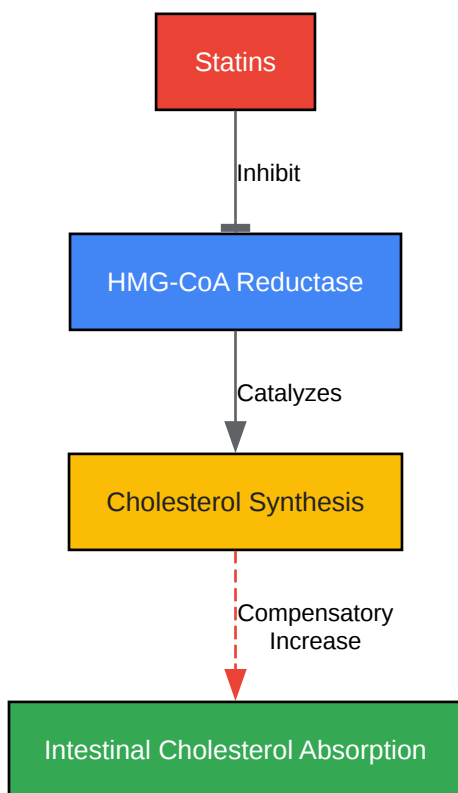 Statins
Inhibit
HMG-CoA Reductase
Catalyzes
Cholesterol Synthesis
Compensatory
Increase
Intestinal Cholesterol Absorption